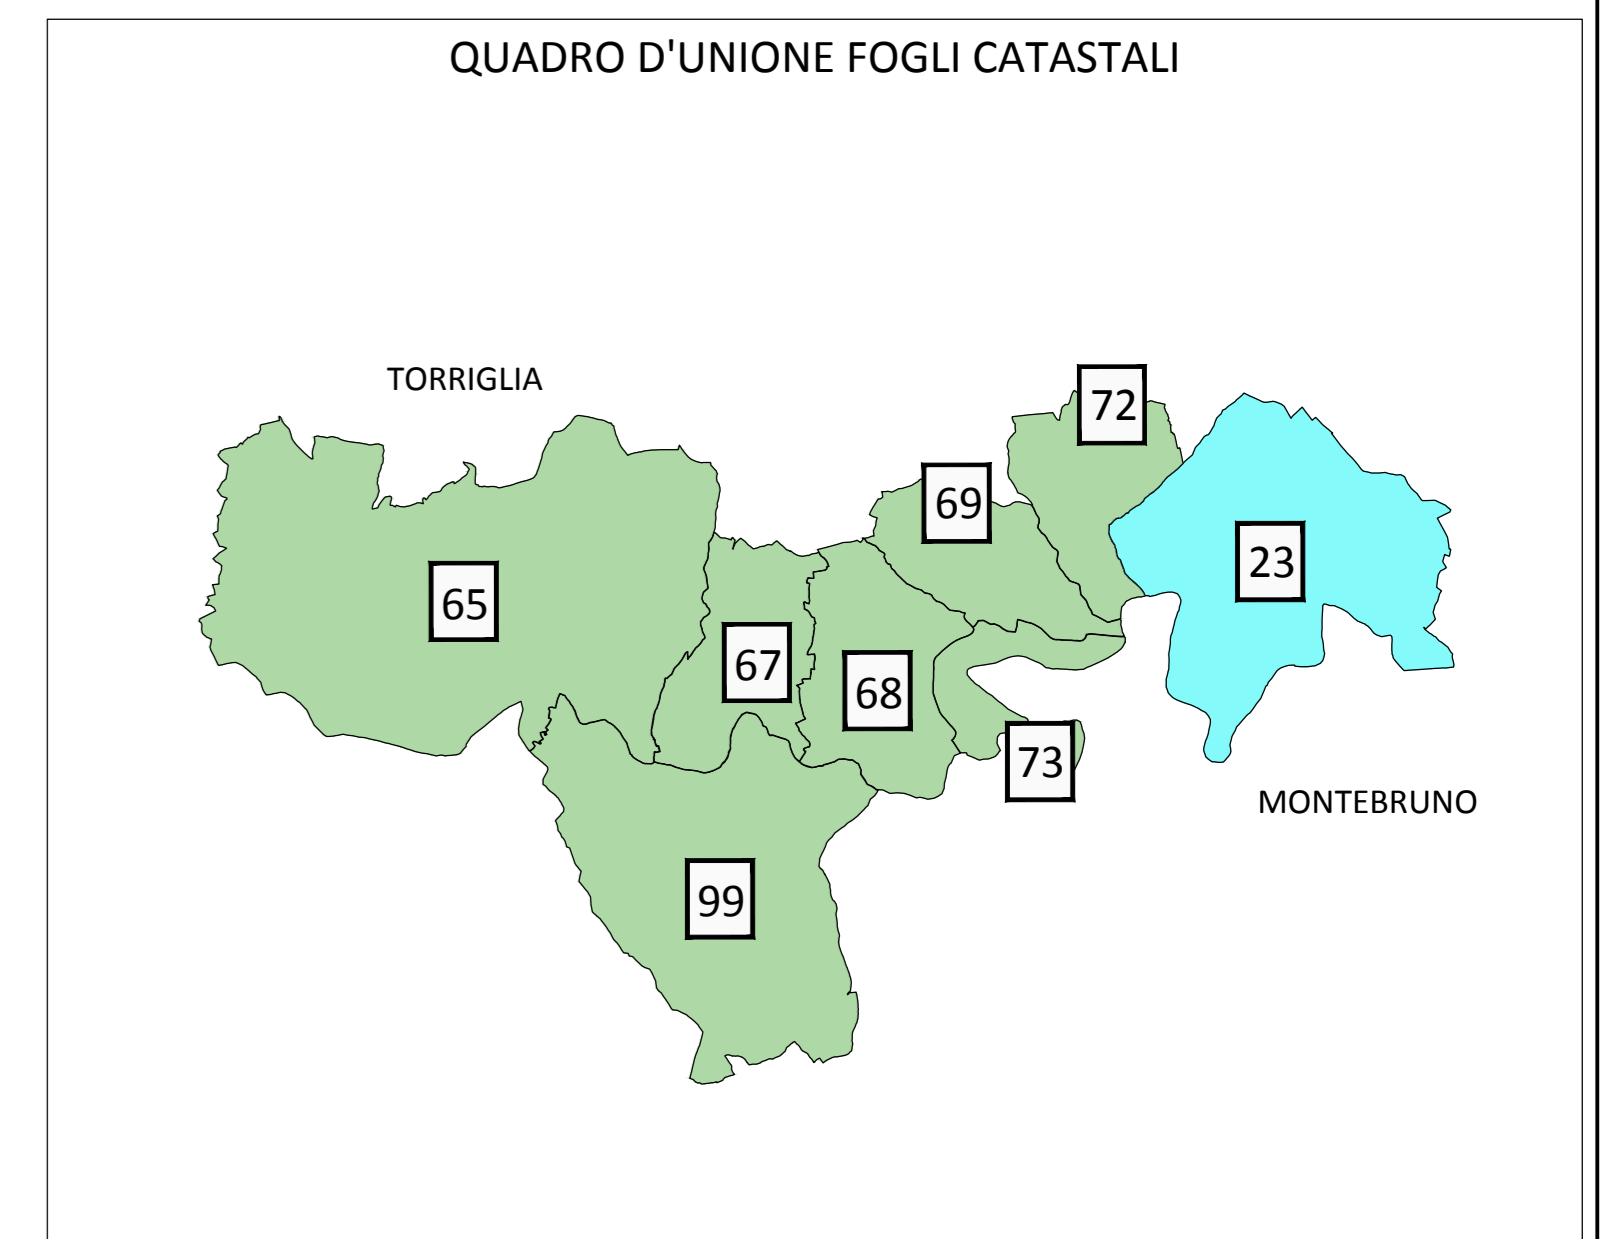 QUADRO D'UNIONE FOGLI CATASTALI
TORRIGLIA
72
69
23
65
67
68
73
MONTEBRUNO
99